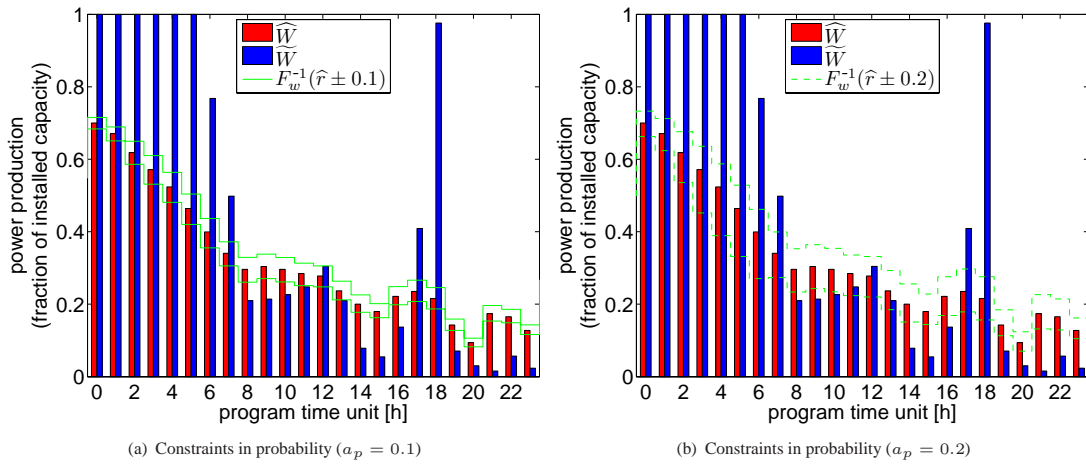 1
0.8
0.6
0.4
0.2
0
power production
(fraction of installed capacity)
Ŵ
W̃
F_w^{-1}(r̂ ± 0.1)
0 2 4 6 8 10 12 14 16 18 20 22
program time unit [h]
(a) Constraints in probability (a_p = 0.1)
1
0.8
0.6
0.4
0.2
0
power production
(fraction of installed capacity)
Ŵ
W̃
F_w^{-1}(r̂ ± 0.2)
0 2 4 6 8 10 12 14 16 18 20 22
program time unit [h]
(b) Constraints in probability (a_p = 0.2)